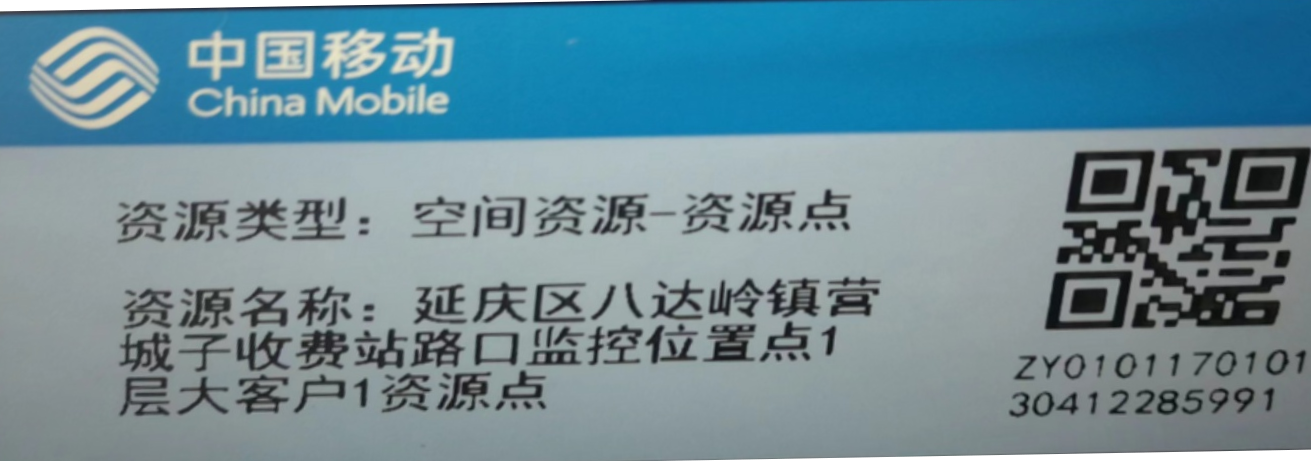 中国移动
China Mobile
资源类型：空间资源-资源点
资源名称：延庆区八达岭镇营
城子收费站路口监控位置点1
层大客户1资源点
ZY0101170101
30412285991